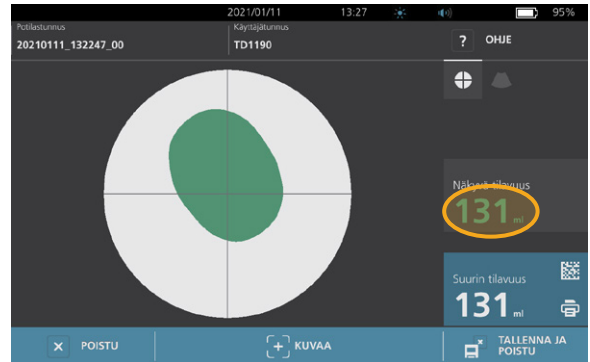 2021/01/11 13:27 95%
Potilastunnus
20210111_132247_00
Käyttäjätunnus
TD1190
? OHJE
Näkyvä tilavuus
131 ml
Suurin tilavuus
131 ml
POISTU
KUVAA
TALLENNA JA
POISTU